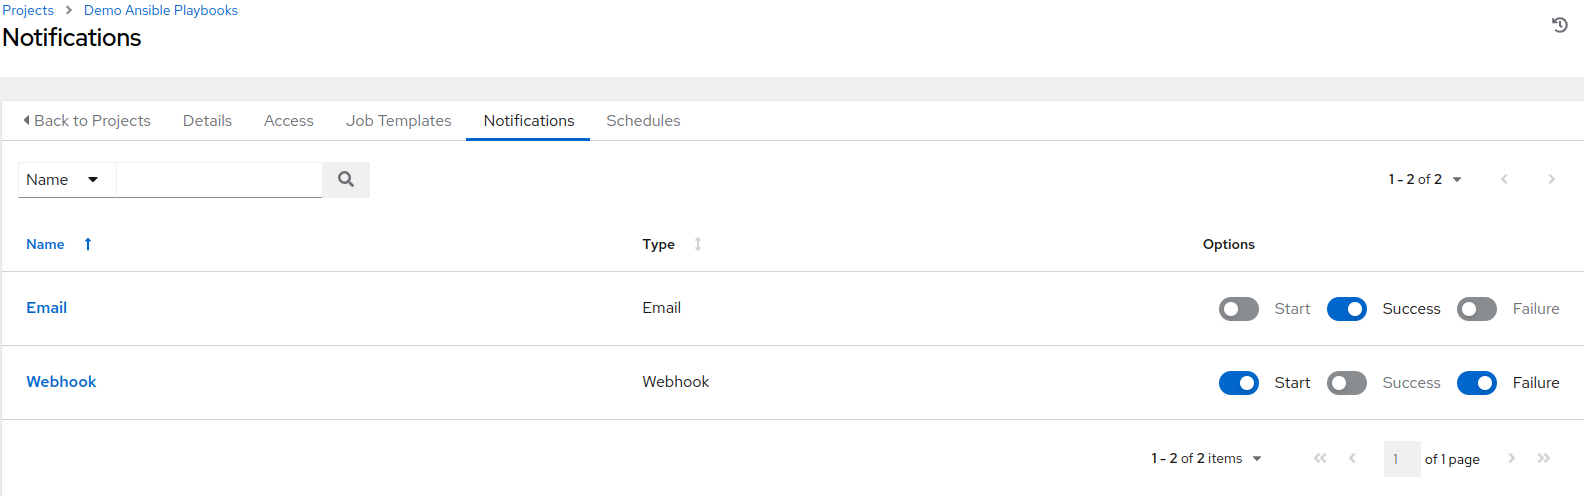 Projects > Demo Ansible Playbooks
Notifications
Back to Projects Details Access Job Templates Notifications Schedules
Name 1 - 2 of 2
Name Type Options
Email Email Start Success Failure
Webhook Webhook Start Success Failure
1 - 2 of 2 items 1 of 1 page